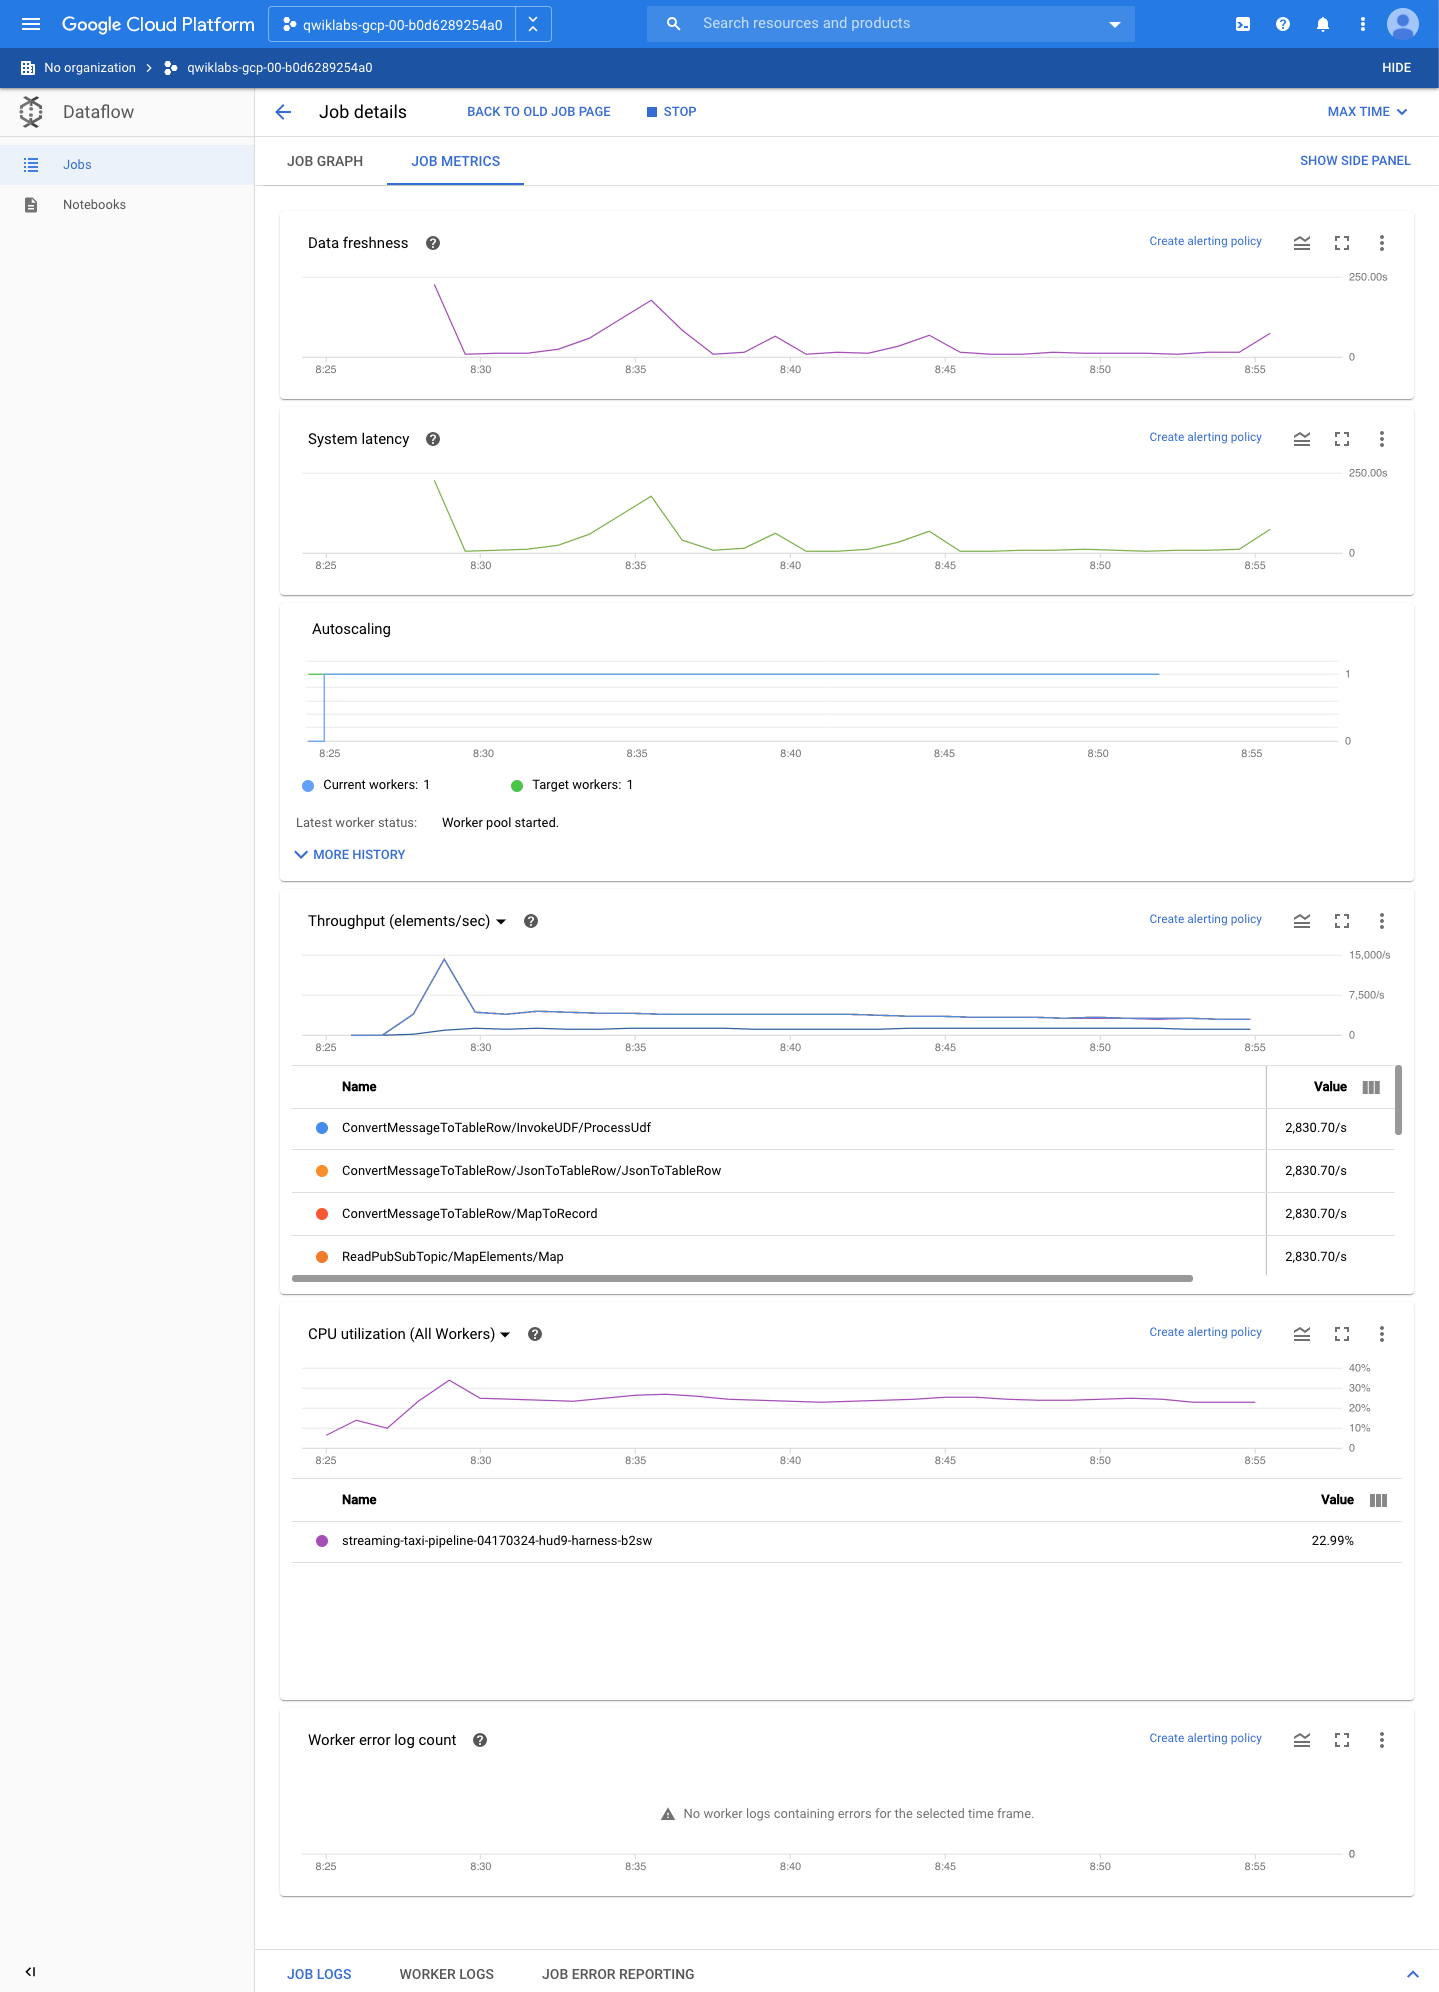 Google Cloud Platform
qwiklabs-gcp-00-b0d6289254a0
Search resources and products
No organization
qwiklabs-gcp-00-b0d6289254a0
HIDE
Dataflow
Jobs
Notebooks
Job details
BACK TO OLD JOB PAGE
STOP
MAX TIME
JOB GRAPH
JOB METRICS
SHOW SIDE PANEL
Data freshness
Create alerting policy
250.00s
0
8:25 8:30 8:35 8:40 8:45 8:50 8:55
System latency
Create alerting policy
250.00s
0
8:25 8:30 8:35 8:40 8:45 8:50 8:55
Autoscaling
1
0
8:25 8:30 8:35 8:40 8:45 8:50 8:55
Current workers: 1
Target workers: 1
Latest worker status: Worker pool started.
MORE HISTORY
Throughput (elements/sec)
Create alerting policy
15,000/s
7,500/s
0
8:25 8:30 8:35 8:40 8:45 8:50 8:55
Name Value
ConvertMessageToTableRow/InvokeUDF/ProcessUdf 2,830.70/s
ConvertMessageToTableRow/JsonToTableRow/JsonToTableRow 2,830.70/s
ConvertMessageToTableRow/MapToRecord 2,830.70/s
ReadPubSubTopic/MapElements/Map 2,830.70/s
CPU utilization (All Workers)
Create alerting policy
40%
30%
20%
10%
0
8:25 8:30 8:35 8:40 8:45 8:50 8:55
Name Value
streaming-taxi-pipeline-04170324-hud9-harness-b2sw 22.99%
Worker error log count
Create alerting policy
No worker logs containing errors for the selected time frame.
0
8:25 8:30 8:35 8:40 8:45 8:50 8:55
JOB LOGS
WORKER LOGS
JOB ERROR REPORTING